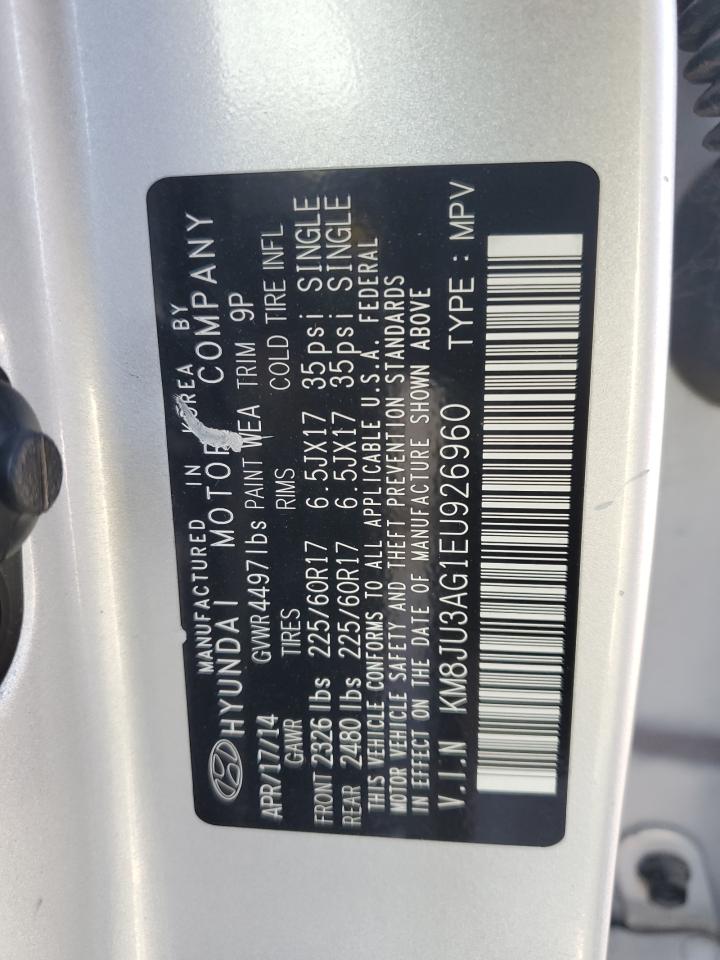 MANUFACTURED IN KOREA BY
HYUNDAI MOTOR COMPANY
APR/17/14 GVWR 4497lbs PAINT WEA TRIM 9P
GAWR TIRES RIMS COLD TIRE INFL
FRONT 2326 lbs 225/60R17 6.5JX17 35psi SINGLE
REAR 2480 lbs 225/60R17 6.5JX17 35psi SINGLE
THIS VEHICLE CONFORMS TO ALL APPLICABLE U.S.A. FEDERAL
MOTOR VEHICLE SAFETY AND THEFT PREVENTION STANDARDS
IN EFFECT ON THE DATE OF MANUFACTURE SHOWN ABOVE
V.I.N KM8JU3AG1EU926960 TYPE : MPV